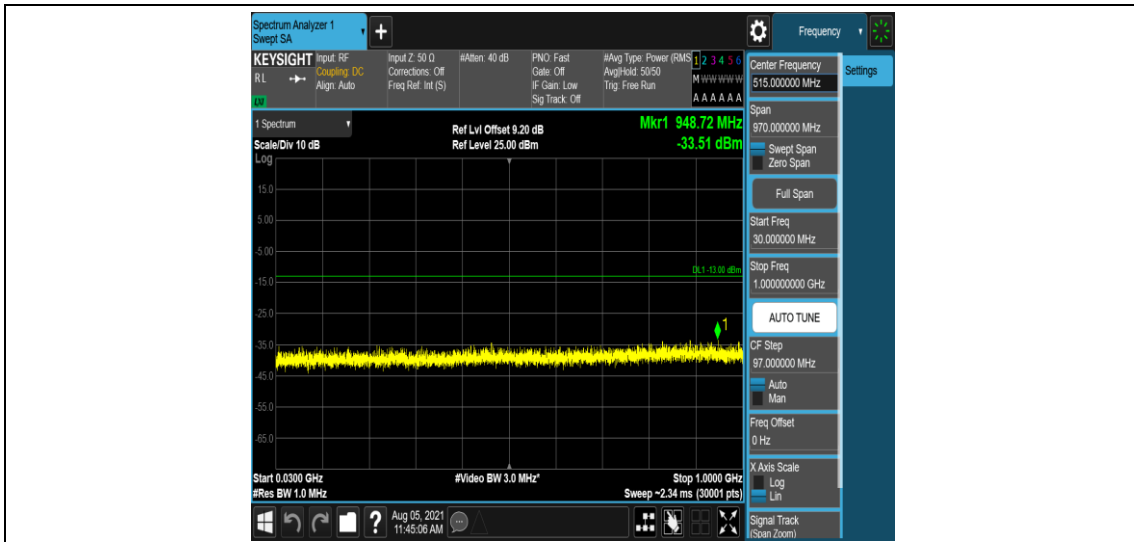 Spectrum Analyzer 1
Swept SA
+
Frequency
KEYSIGHT
RL
LM
Input: RF
Coupling: DC
Align: Auto
Input Z: 50 Ω
Corrections: Off
Freq Ref: Int (S)
#Atten: 40 dB
PNO: Fast
Gate: Off
IF Gain: Low
Sig Track: Off
#Avg Type: Power (RMS
Avg|Hold: 50/50
Trig: Free Run
1 2 3 4 5 6
M W W W W W
A A A A A A
Center Frequency
515.000000 MHz
Settings
1 Spectrum
Scale/Div 10 dB
Ref Lvl Offset 9.20 dB
Ref Level 25.00 dBm
Mkr1 948.72 MHz
-33.51 dBm
Log
15.0
5.00
-5.00
-15.0
-25.0
-35.0
-45.0
-55.0
-65.0
DL1 -13.00 dBm
1
Start 0.0300 GHz
#Res BW 1.0 MHz
#Video BW 3.0 MHz*
Stop 1.0000 GHz
Sweep ~2.34 ms (30001 pts)
Span
970.000000 MHz
Swept Span
Zero Span
Full Span
Start Freq
30.000000 MHz
Stop Freq
1.000000000 GHz
AUTO TUNE
CF Step
97.000000 MHz
Auto
Man
Freq Offset
0 Hz
X Axis Scale
Log
Lin
Signal Track
(Span Zoom)
?
Aug 05, 2021
11:45:06 AM